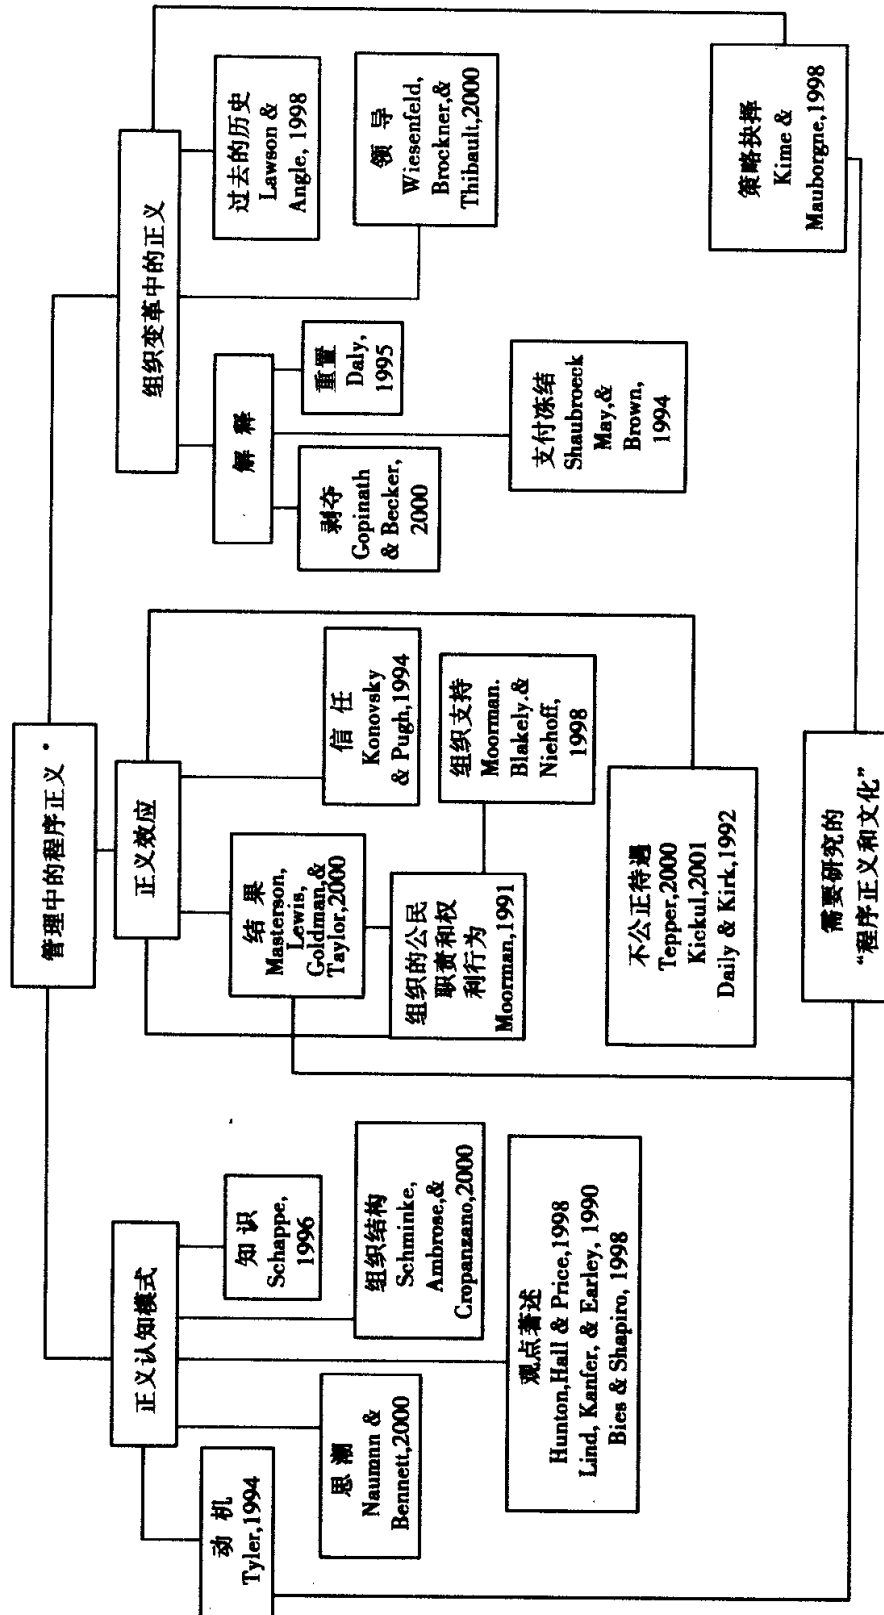 管理中的程序正义*
正义认知模式
正义效应
组织变革中的正义
动 机
Tyler,1994
思 潮
Naumnn &
Bennett,2000
观点著述
Hunton,Hall & Price,1998
Lind, Kanfer, & Earley, 1990
Bies & Shapiro, 1998
组织结构
Schminke,
Ambrose,&
Cropanzano,2000
知 识
Schappe,
1996
结 果
Masterson,
Lewis,
Goldman,&
Taylor,2000
组织的公民
职责和权
利行为
Moorman,1991
信 任
Konovsky
& Pugh,1994
组织支持
Moorman.
Blakely.&
Niehoff,
1998
不公正待遇
Tepper,2000
Kickul,2001
Daily & Kirk,1992
解 释
剥夺
Gopinath
& Becker,
2000
重置
Daly,
1995
支付冻结
Shaubroeck
May,&
Brown,
1994
过去的历史
Lawson &
Angle, 1998
领 导
Wiesenfeld,
Brockner,&
Thibault,2000
策略抉择
Kime &
Mauborgne,1998
需要研究的
“程序正义和文化”